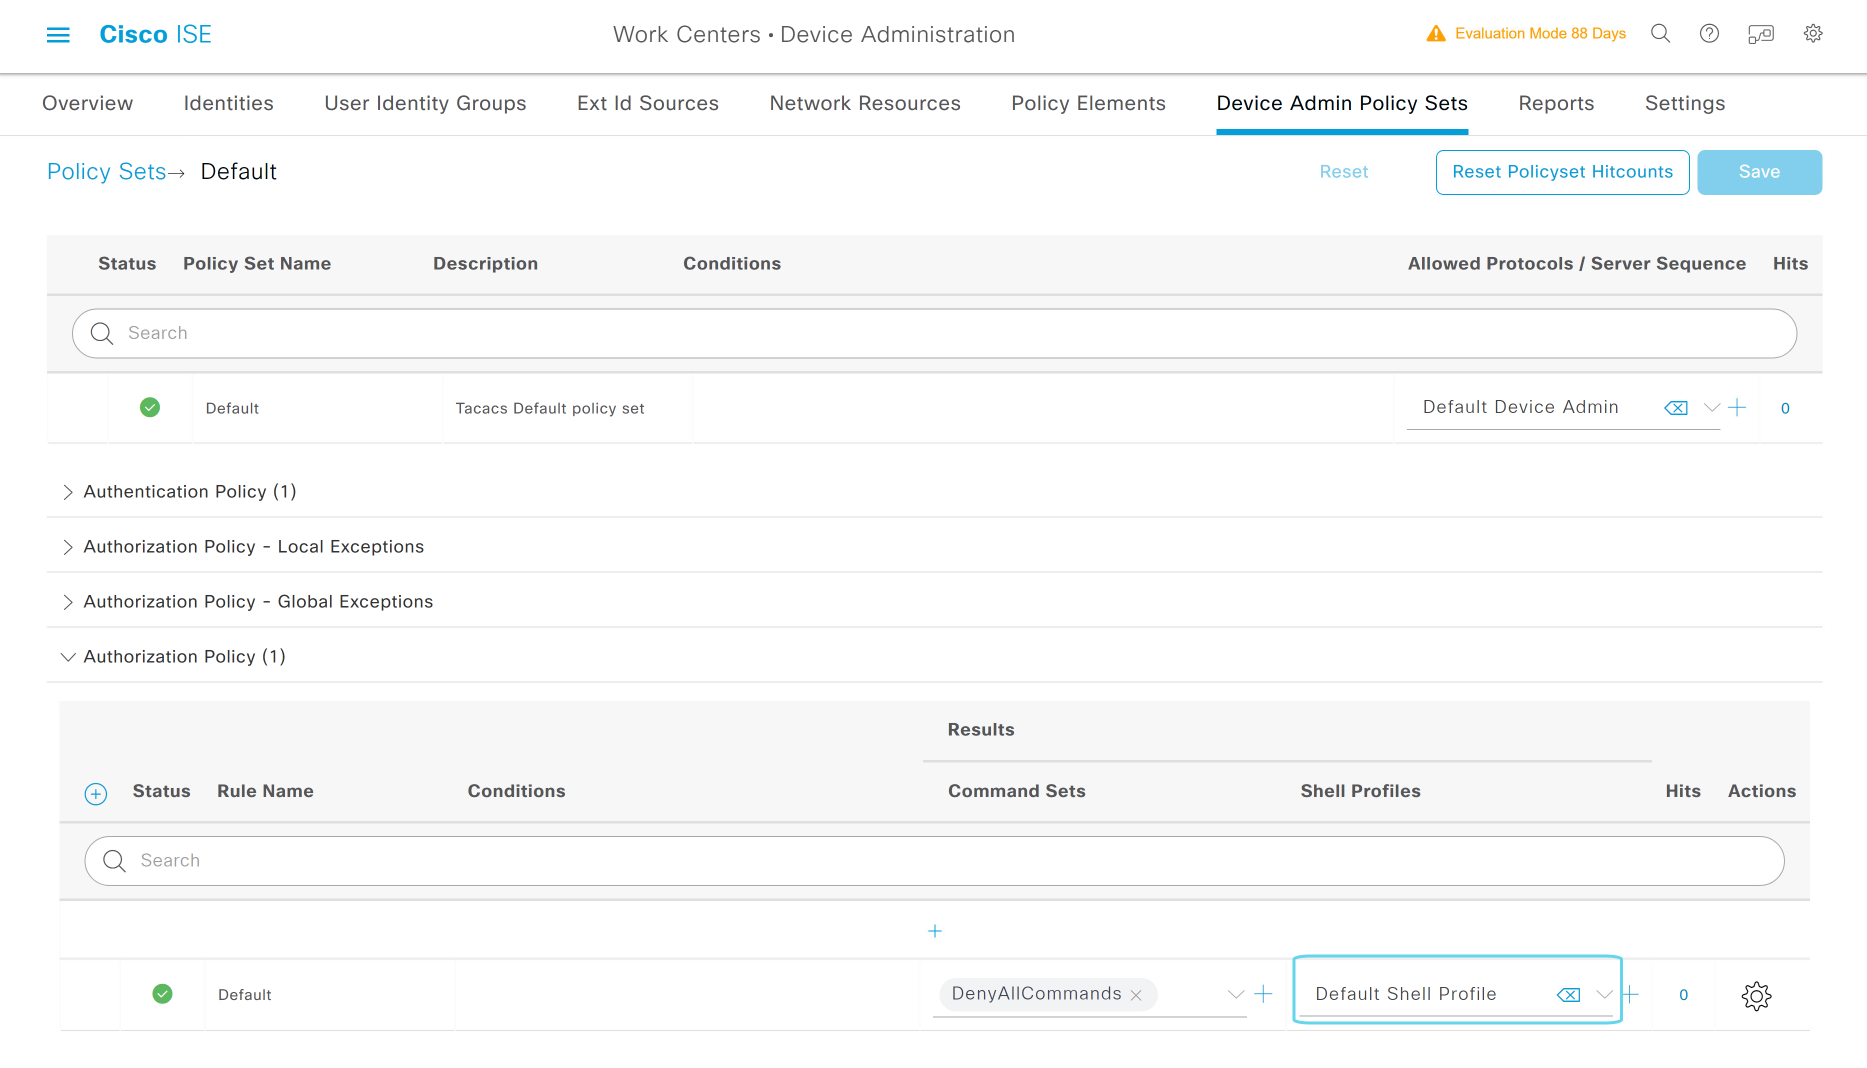 Cisco ISE
Work Centers • Device Administration
Evaluation Mode 88 Days
Overview Identities User Identity Groups Ext Id Sources Network Resources Policy Elements Device Admin Policy Sets Reports Settings
Policy Sets→ Default
Reset Reset Policyset Hitcounts Save
Status Policy Set Name Description Conditions Allowed Protocols / Server Sequence Hits
Search
Default Tacacs Default policy set Default Device Admin 0
Authentication Policy (1)
Authorization Policy - Local Exceptions
Authorization Policy - Global Exceptions
Authorization Policy (1)
Results
Status Rule Name Conditions Command Sets Shell Profiles Hits Actions
Search
Default DenyAllCommands Default Shell Profile 0